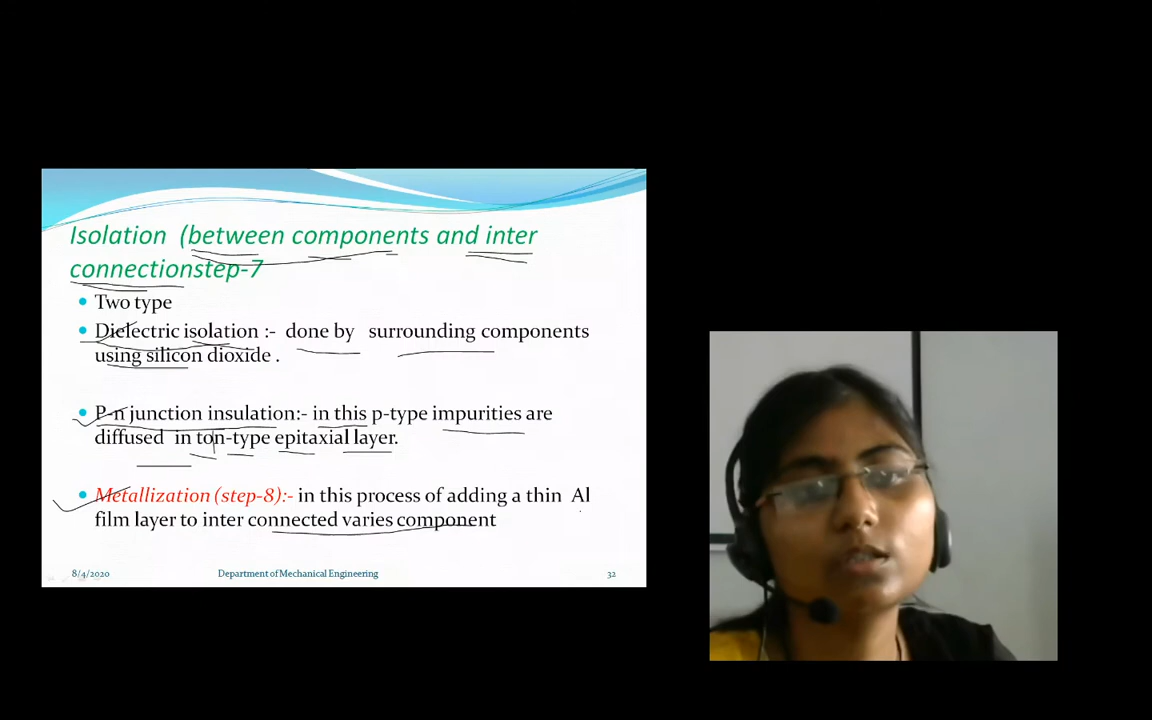 Isolation (between components and inter
connectionstep-7
Two type
Dielectric isolation :- done by surrounding components
using silicon dioxide .
P-n junction insulation:- in this p-type impurities are
diffused in ton-type epitaxial layer.
Metallization (step-8):- in this process of adding a thin Al
film layer to inter connected varies component
8/4/2020 Department of Mechanical Engineering 32